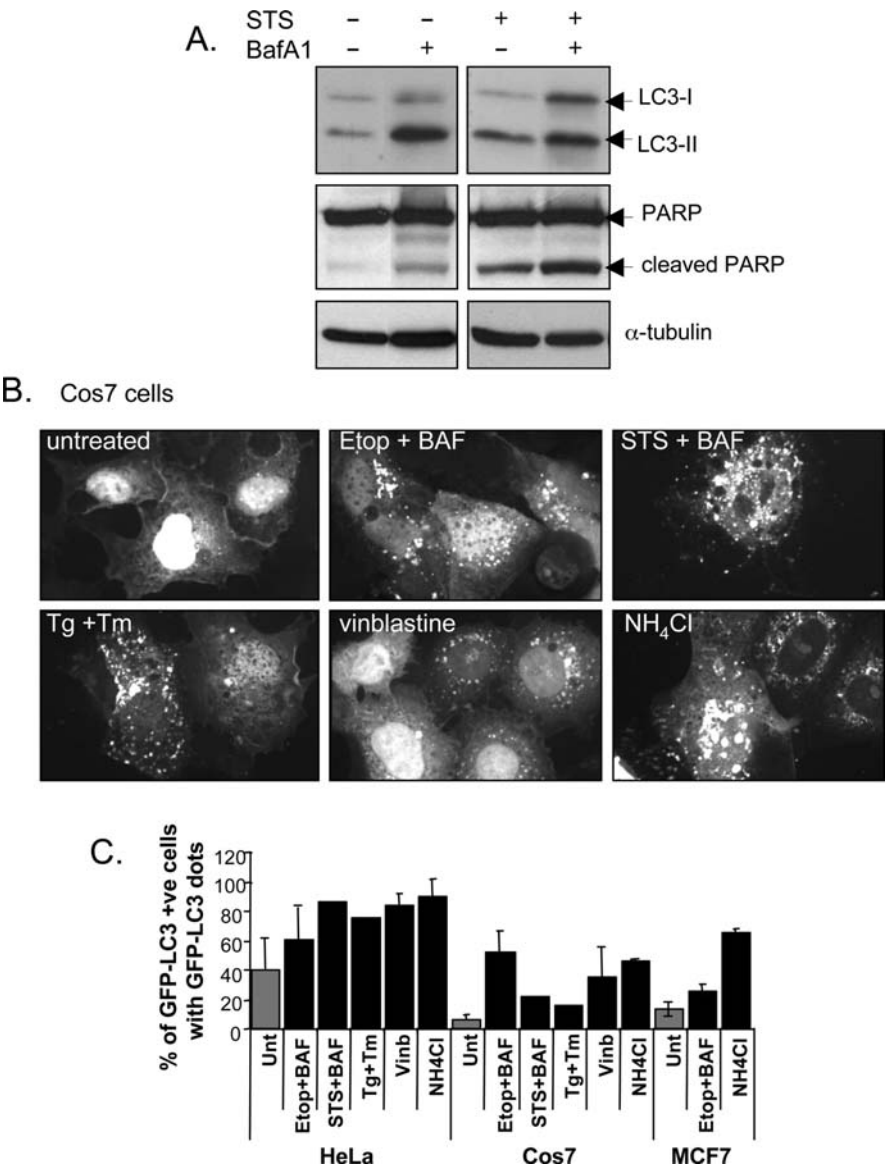 A.
STS – – + +
BafA1 – + – +
LC3-I
LC3-II
PARP
cleaved PARP
α-tubulin
B. Cos7 cells
untreated
Etop + BAF
STS + BAF
Tg +Tm
vinblastine
NH₄Cl
C.
% of GFP-LC3 +ve cells
with GFP-LC3 dots
120
100
80
60
40
20
0
Unt
Etop+BAF
STS+BAF
Tg+Tm
Vinb
NH4Cl
Unt
Etop+BAF
STS+BAF
Tg+Tm
Vinb
NH4Cl
Unt
Etop+BAF
NH4Cl
HeLa
Cos7
MCF7